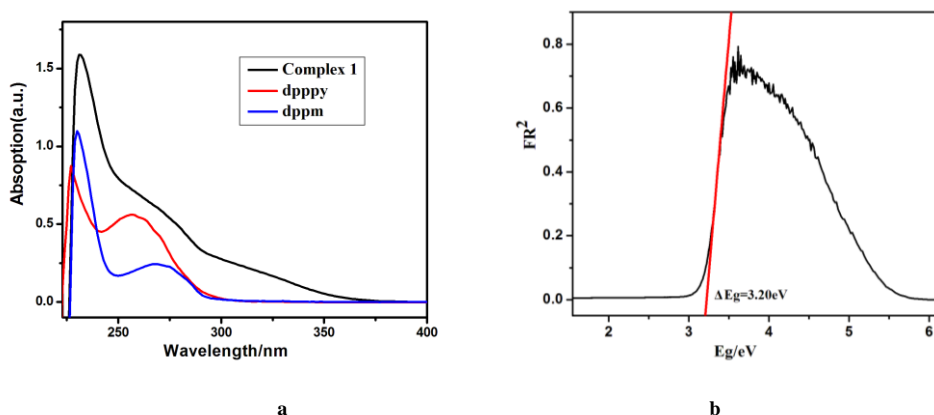 Absoption(a.u.)
1.5
1.0
0.5
0.0
Complex 1
dpppy
dppm
250
300
350
400
Wavelength/nm
a
FR²
0.8
0.6
0.4
0.2
0.0
ΔEg=3.20eV
2
3
4
5
6
Eg/eV
b